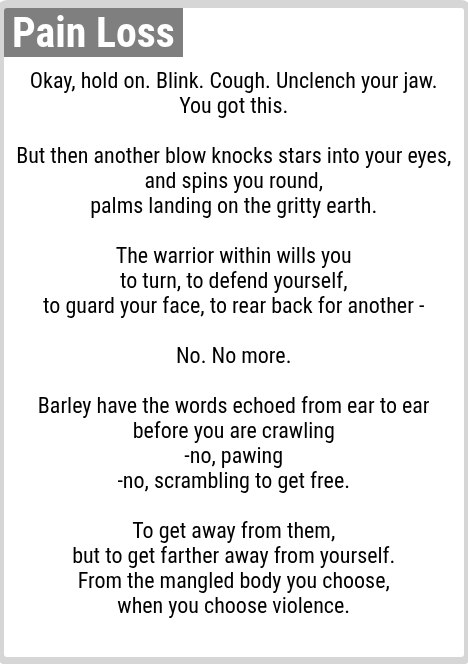 Pain Loss
Okay, hold on. Blink. Cough. Unclench your jaw.
You got this.
But then another blow knocks stars into your eyes,
and spins you round,
palms landing on the gritty earth.
The warrior within wills you
to turn, to defend yourself,
to guard your face, to rear back for another -
No. No more.
Barley have the words echoed from ear to ear
before you are crawling
-no, pawing
-no, scrambling to get free.
To get away from them,
but to get farther away from yourself.
From the mangled body you choose,
when you choose violence.